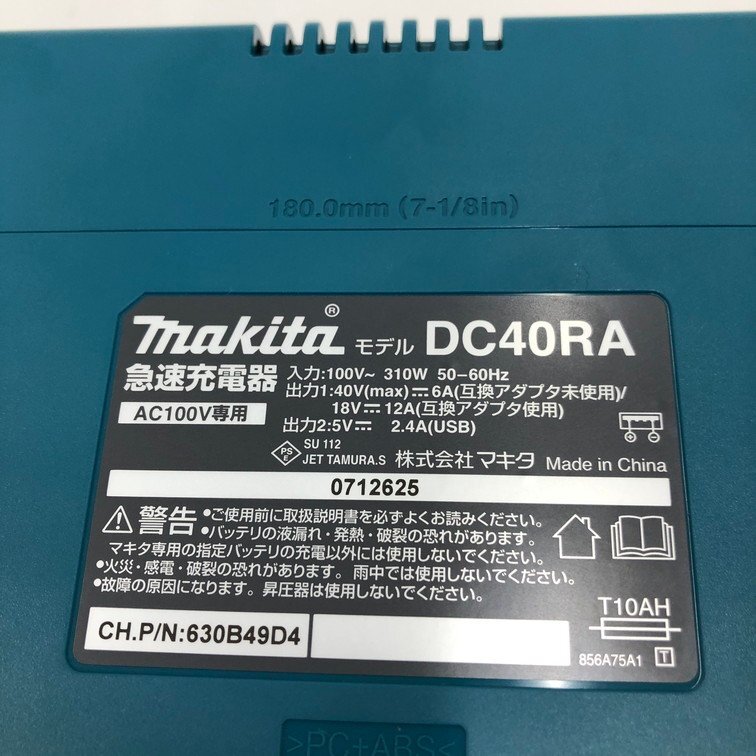 180.0mm (7-1/8in)
makita® モデル DC40RA
急速充電器 入力:100V~ 310W 50-60Hz
出力1:40V(max)⎓6A(互換アダプタ未使用)/
AC100V専用 18V⎓12A(互換アダプタ使用)
出力2:5V⎓ 2.4A(USB)
PSE SU 112
JET TAMURA.S 株式会社マキタ Made in China
0712625
⚠警告 •ご使用前に取扱説明書を必ずよくお読みください。
•バッテリの液漏れ・発熱・破裂の恐れがあります。
マキタ専用の指定バッテリの充電以外には使用しないでください。
•火災・感電・破裂の恐れがあります。雨中では使用しないでください。
•故障の原因になります。昇圧器は使用しないでください。
T10AH
CH.P/N:630B49D4
856A75A1 T
>PC+ABS<